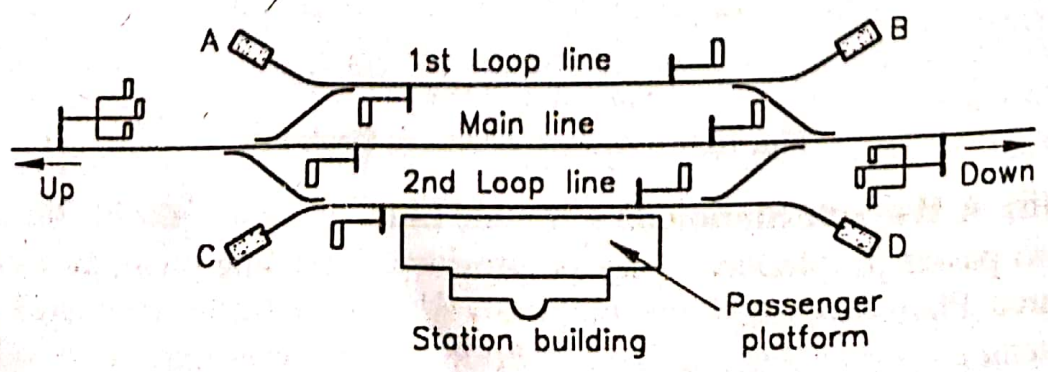 A
B
1st Loop line
Main line
Up
2nd Loop line
Down
C
D
Passenger
platform
Station building